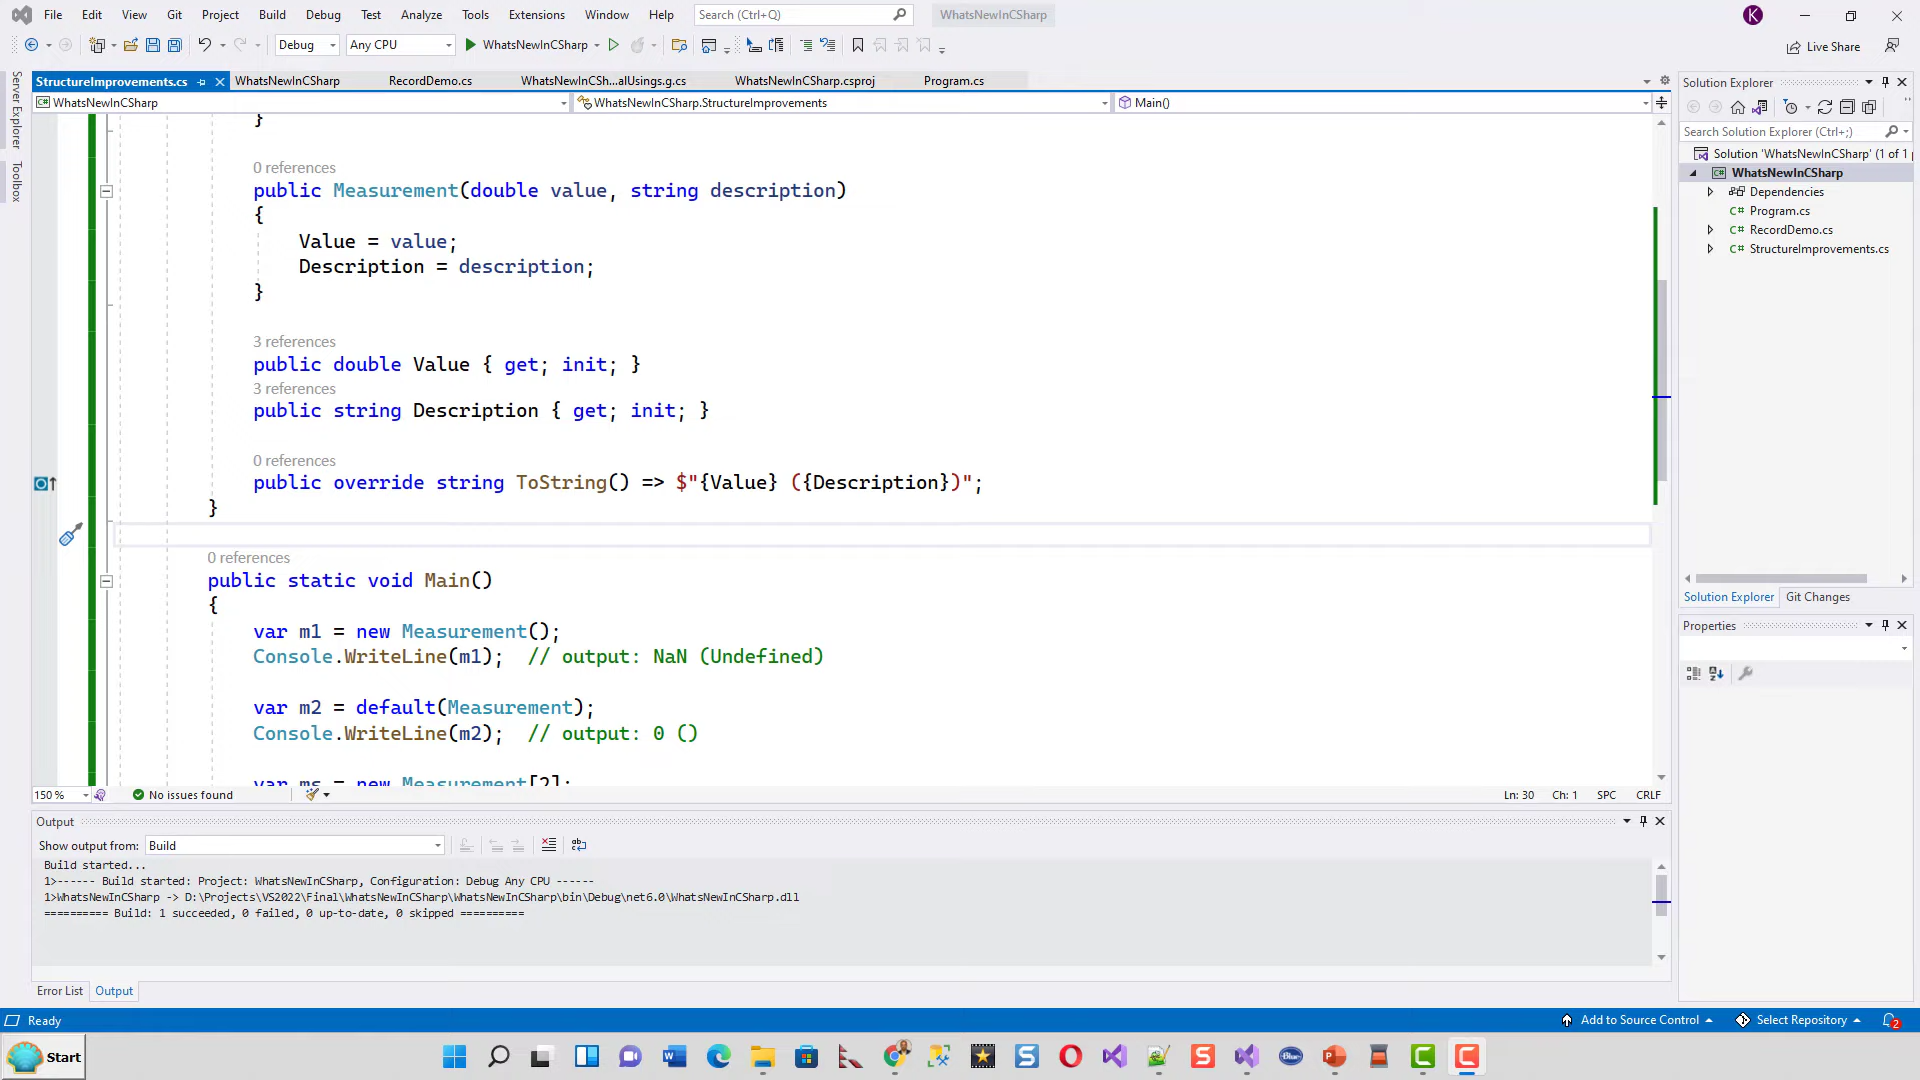 File Edit View Git Project Build Debug Test Analyze Tools Extensions Window Help Search (Ctrl+Q) WhatsNewInCSharp K
Debug Any CPU WhatsNewInCSharp Live Share
StructureImprovements.cs WhatsNewInCSharp RecordDemo.cs WhatsNewInCSh...alUsings.g.cs WhatsNewInCSharp.csproj Program.cs
WhatsNewInCSharp WhatsNewInCSharp.StructureImprovements Main()
Server Explorer
Toolbox
}
0 references
public Measurement(double value, string description)
{
Value = value;
Description = description;
}
3 references
public double Value { get; init; }
3 references
public string Description { get; init; }
0 references
public override string ToString() => $"{Value} ({Description})";
}
0 references
public static void Main()
{
var m1 = new Measurement();
Console.WriteLine(m1); // output: NaN (Undefined)
var m2 = default(Measurement);
Console.WriteLine(m2); // output: 0 ()
var ms = new Measurement[2];
150 % No issues found Ln: 30 Ch: 1 SPC CRLF
Output
Show output from: Build
Build started...
1>------ Build started: Project: WhatsNewInCSharp, Configuration: Debug Any CPU ------
1>WhatsNewInCSharp -> D:\Projects\VS2022\Final\WhatsNewInCSharp\WhatsNewInCSharp\bin\Debug\net6.0\WhatsNewInCSharp.dll
========== Build: 1 succeeded, 0 failed, 0 up-to-date, 0 skipped ==========
Error List Output
Solution Explorer
Search Solution Explorer (Ctrl+;)
Solution 'WhatsNewInCSharp' (1 of 1
WhatsNewInCSharp
Dependencies
C# Program.cs
C# RecordDemo.cs
C# StructureImprovements.cs
Solution Explorer Git Changes
Properties
Ready Add to Source Control Select Repository 2
Start